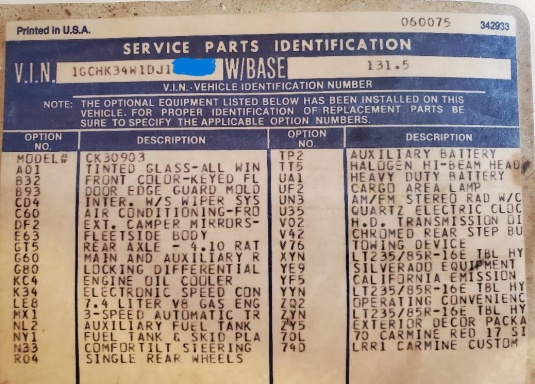 Printed in U.S.A. 060075 342933
SERVICE PARTS IDENTIFICATION
V.I.N. 1GCHK34W1DJ1 W/BASE 131.5
V.I.N.-VEHICLE IDENTIFICATION NUMBER
NOTE: THE OPTIONAL EQUIPMENT LISTED BELOW HAS BEEN INSTALLED ON THIS
VEHICLE. FOR PROPER IDENTIFICATION OF REPLACEMENT PARTS BE
SURE TO SPECIFY THE APPLICABLE OPTION NUMBERS.
OPTION NO. DESCRIPTION
MODEL# CK30903
A01 TINTED GLASS-ALL WIN
B32 FRONT COLOR-KEYED FL
B93 DOOR EDGE GUARD MOLD
CD4 INTER. W/S WIPER SYS
C60 AIR CONDITIONING-FRO
DF2 EXT. CAMPER MIRRORS-
E63 FLEETSIDE BODY
GT5 REAR AXLE - 4.10 RAT
G60 MAIN AND AUXILIARY R
G80 LOCKING DIFFERENTIAL
KC4 ENGINE OIL COOLER
K34 ELECTRONIC SPEED CON
LE8 7.4 LITER V8 GAS ENG
MX1 3-SPEED AUTOMATIC TR
NL2 AUXILIARY FUEL TANK
NY1 FUEL TANK & SKID PLA
N33 COMFORTILT STEERING
R04 SINGLE REAR WHEELS
OPTION NO. DESCRIPTION
TP2 AUXILIARY BATTERY
TT5 HALOGEN HI-BEAM HEAD
UA1 HEAVY DUTY BATTERY
UF2 CARGO AREA LAMP
UN3 AM/FM STEREO RAD W/C
U35 QUARTZ ELECTRIC CLOC
V02 H.D. TRANSMISSION OI
V42 CHROMED REAR STEP BU
V76 TOWING DEVICE
XYN LT235/85R-16E TBL HY
YE9 SILVERADO EQUIPMENT
YF5 CALIFORNIA EMISSION
YYN LT235/85R-16E TBL HY
ZQ2 OPERATING CONVENIENC
ZYN LT235/85R-16E TBL HY
ZY5 EXTERIOR DECOR PACKA
70L 70 CARMINE RED 17 SI
74D LRR1 CARMINE CUSTOM